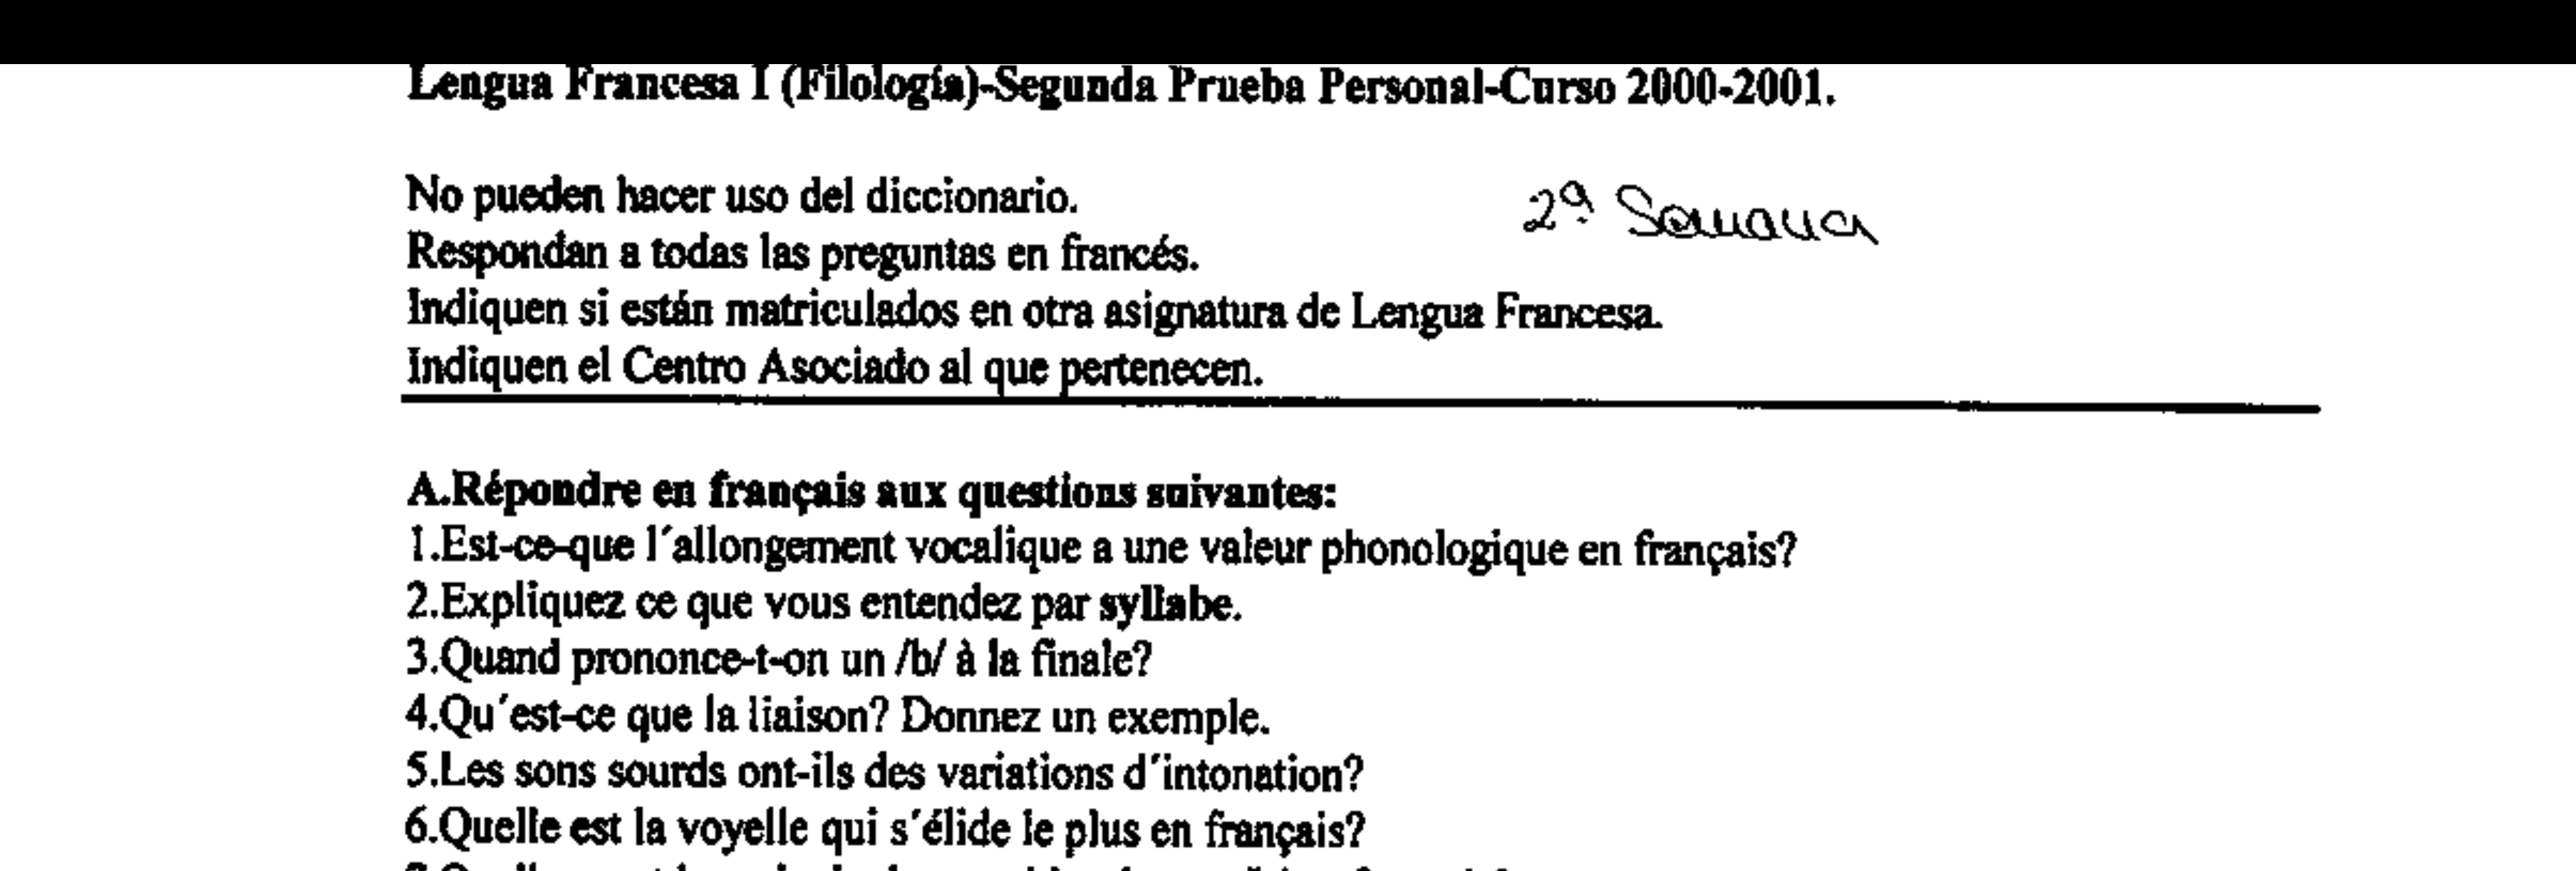 Lengua Francesa I (Filología)-Segunda Prueba Personal-Curso 2000-2001.
No pueden hacer uso del diccionario.
2ª Semana
Respondan a todas las preguntas en francés.
Indiquen si están matriculados en otra asignatura de Lengua Francesa.
Indiquen el Centro Asociado al que pertenecen.
A.Répondre en français aux questions suivantes:
1.Est-ce-que l´allongement vocalique a une valeur phonologique en français?
2.Expliquez ce que vous entendez par syllabe.
3.Quand prononce-t-on un /b/ à la finale?
4.Qu´est-ce que la liaison? Donnez un exemple.
5.Les sons sourds ont-ils des variations d´intonation?
6.Quelle est la voyelle qui s´élide le plus en français?